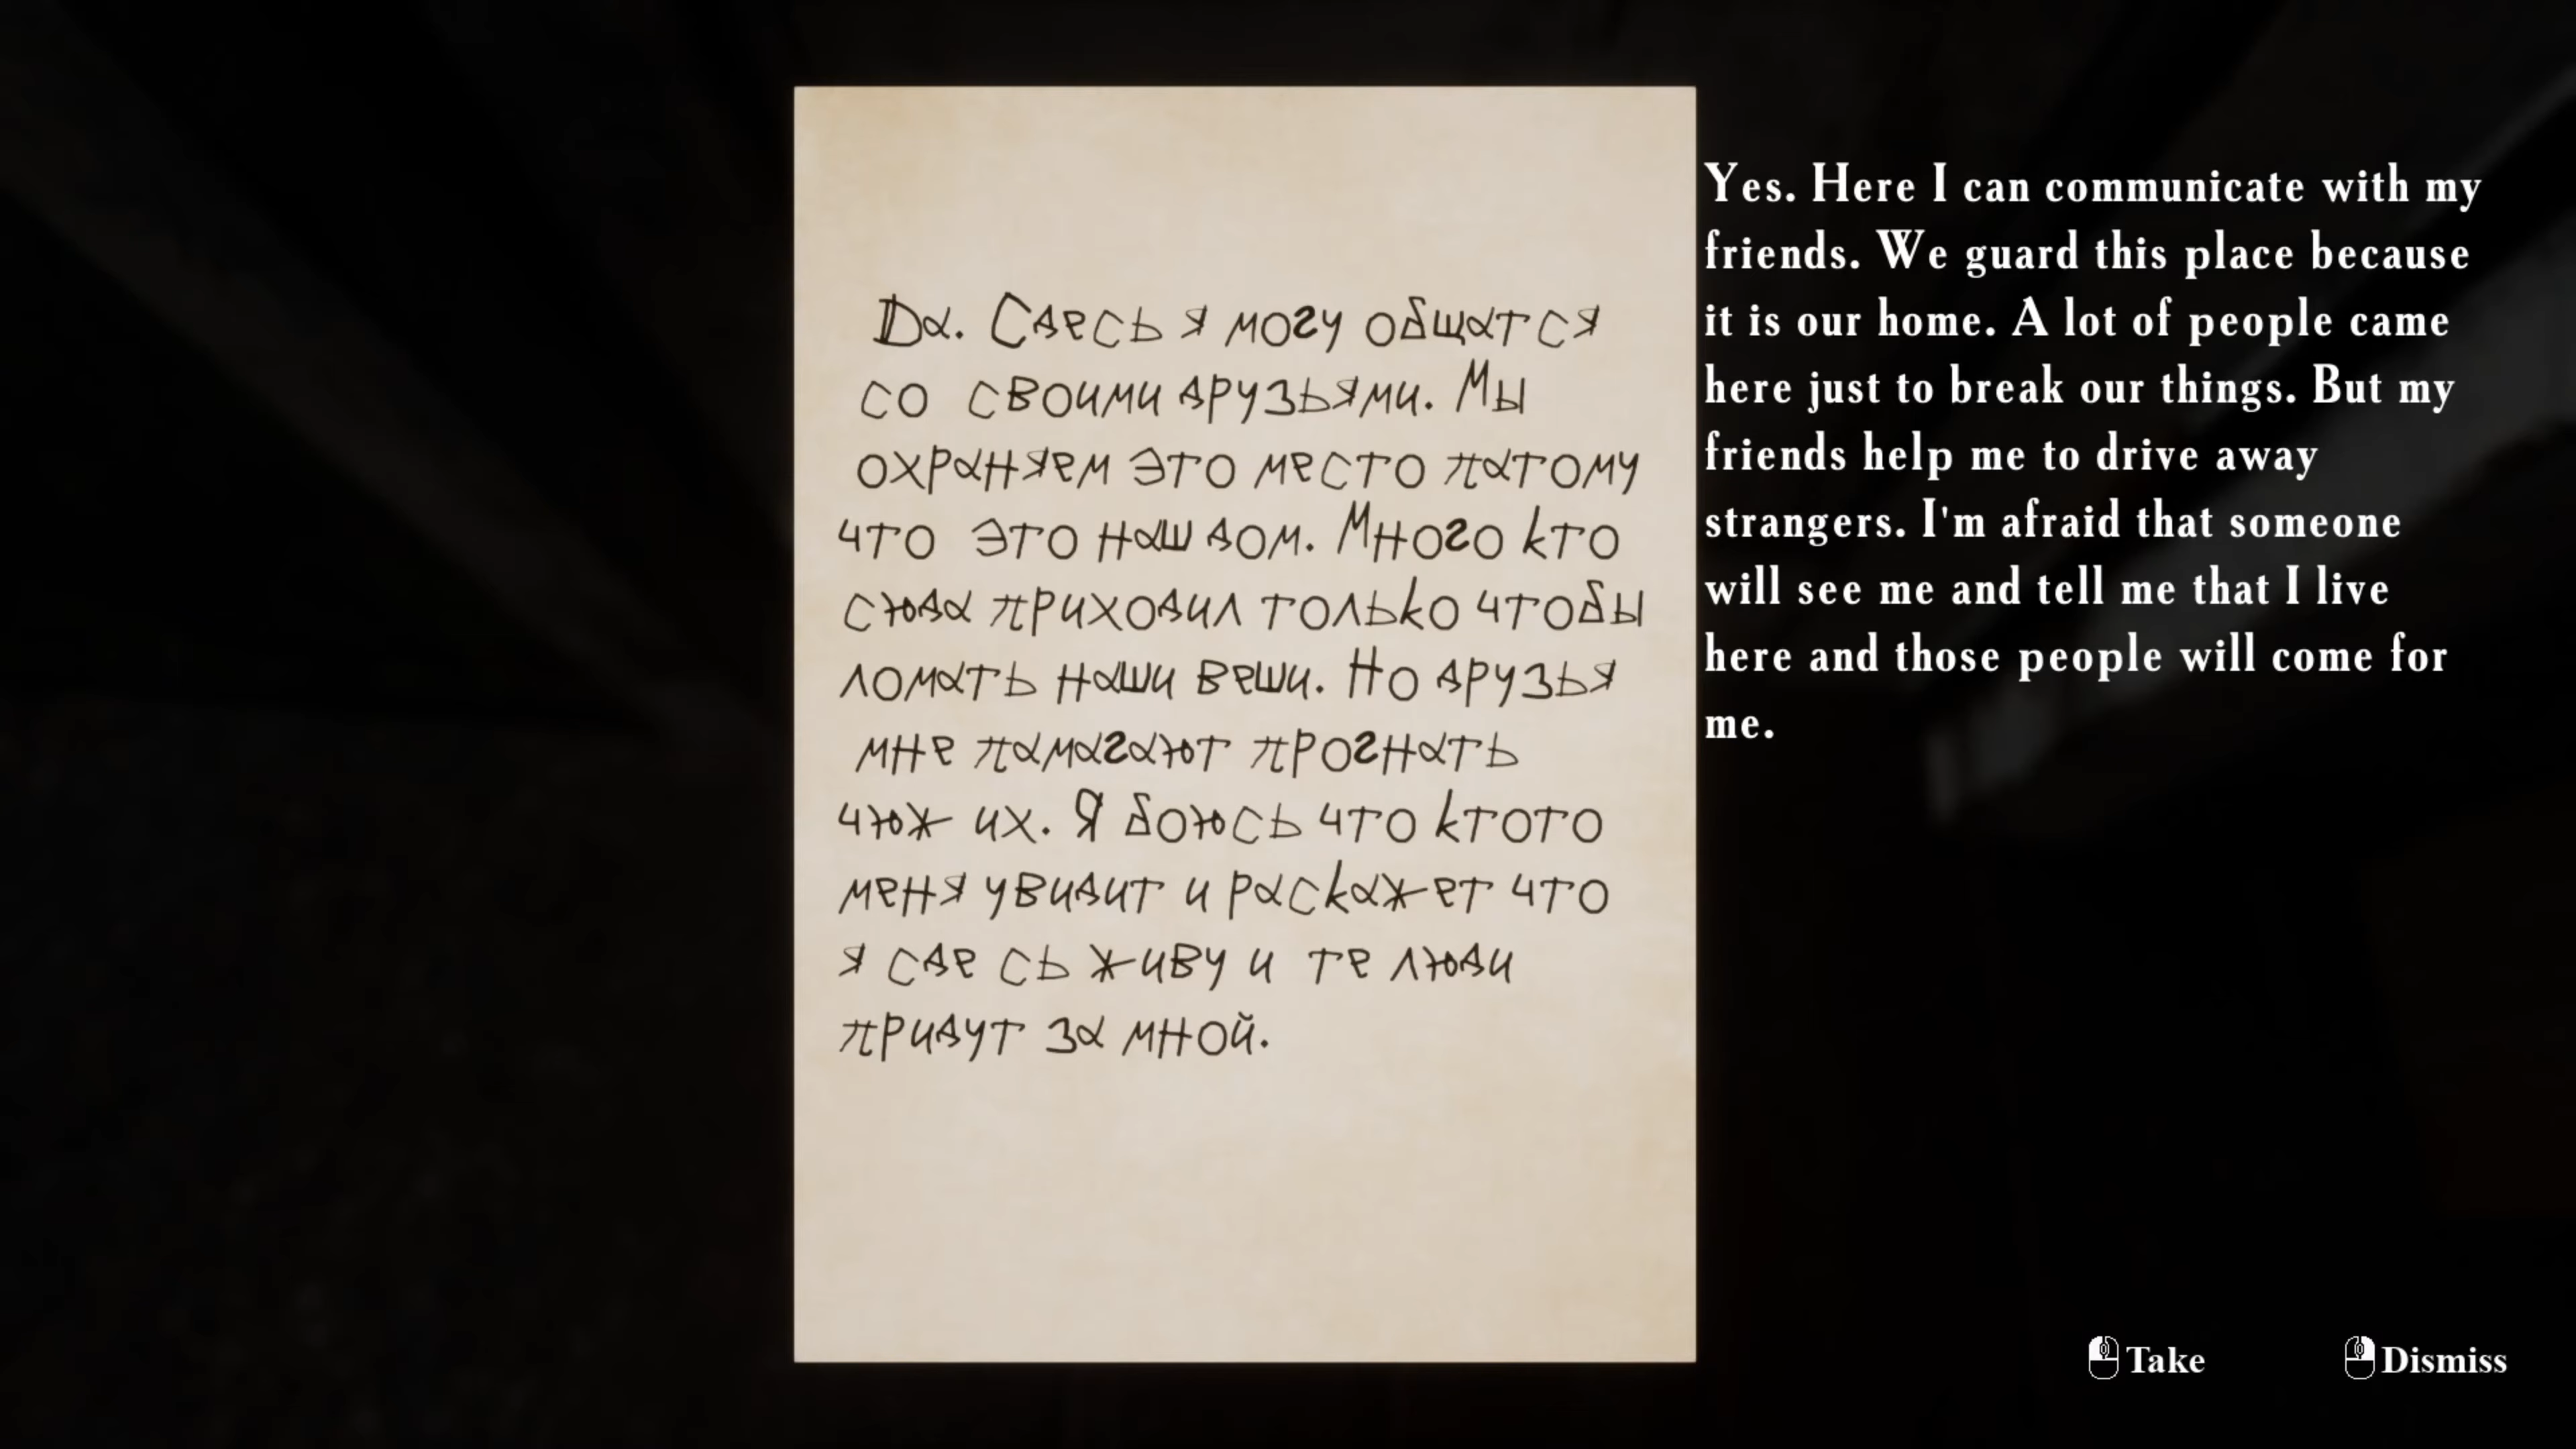 Да. Сдесь я могу общатся
со своими друзьями. Мы
охраняем это место патому
что это наш дом. Много кто
сюда приходил только чтобы
ломать наши веши. Но друзья
мне памагают прогнать
чюж их. Я боюсь что ктото
меня увидит и раскажет что
я сде сь живу и те люди
придут за мной.
Yes. Here I can communicate with my
friends. We guard this place because
it is our home. A lot of people came
here just to break our things. But my
friends help me to drive away
strangers. I'm afraid that someone
will see me and tell me that I live
here and those people will come for
me.
Take
Dismiss